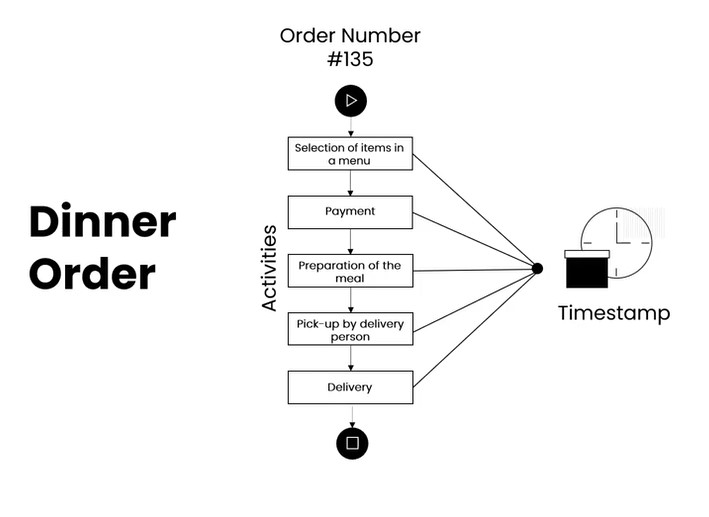 Order Number
#135
Dinner
Order
Activities
Selection of items in
a menu
Payment
Preparation of the
meal
Pick-up by delivery
person
Delivery
Timestamp